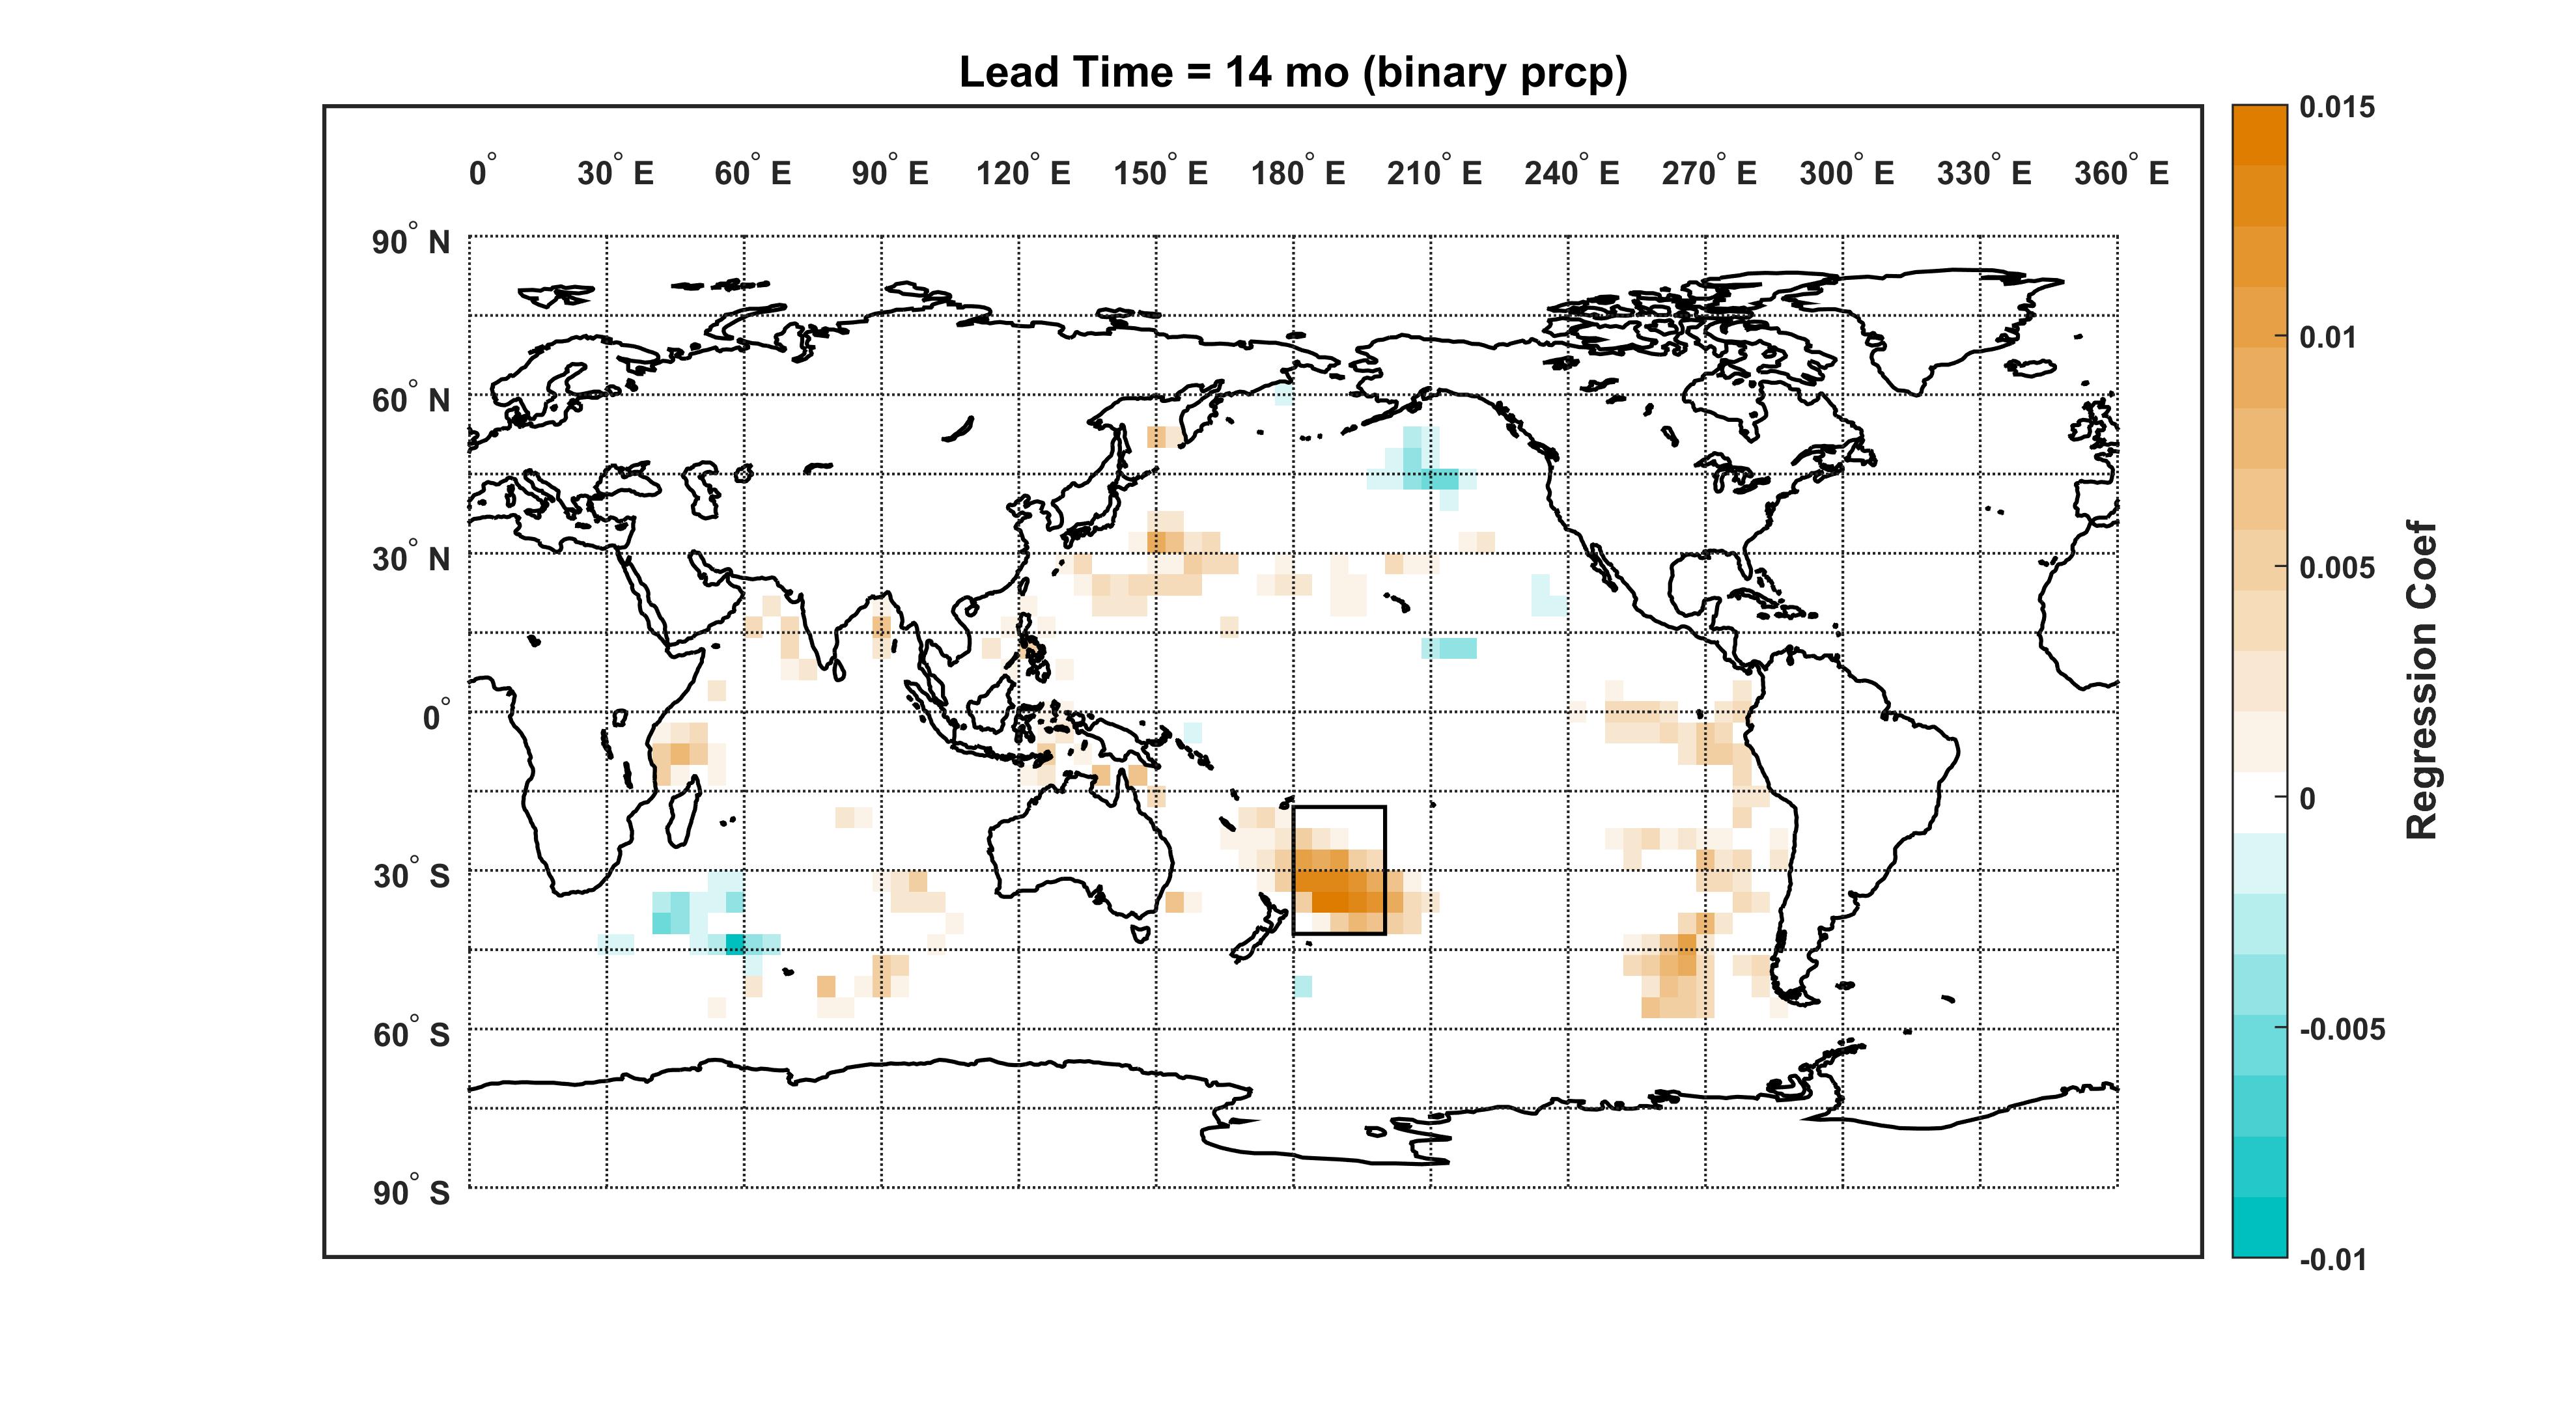 Lead Time = 14 mo (binary prcp)
0° 30° E 60° E 90° E 120° E 150° E 180° E 210° E 240° E 270° E 300° E 330° E 360° E
90° N
60° N
30° N
0°
30° S
60° S
90° S
0.015
0.01
0.005
0
-0.005
-0.01
Regression Coef